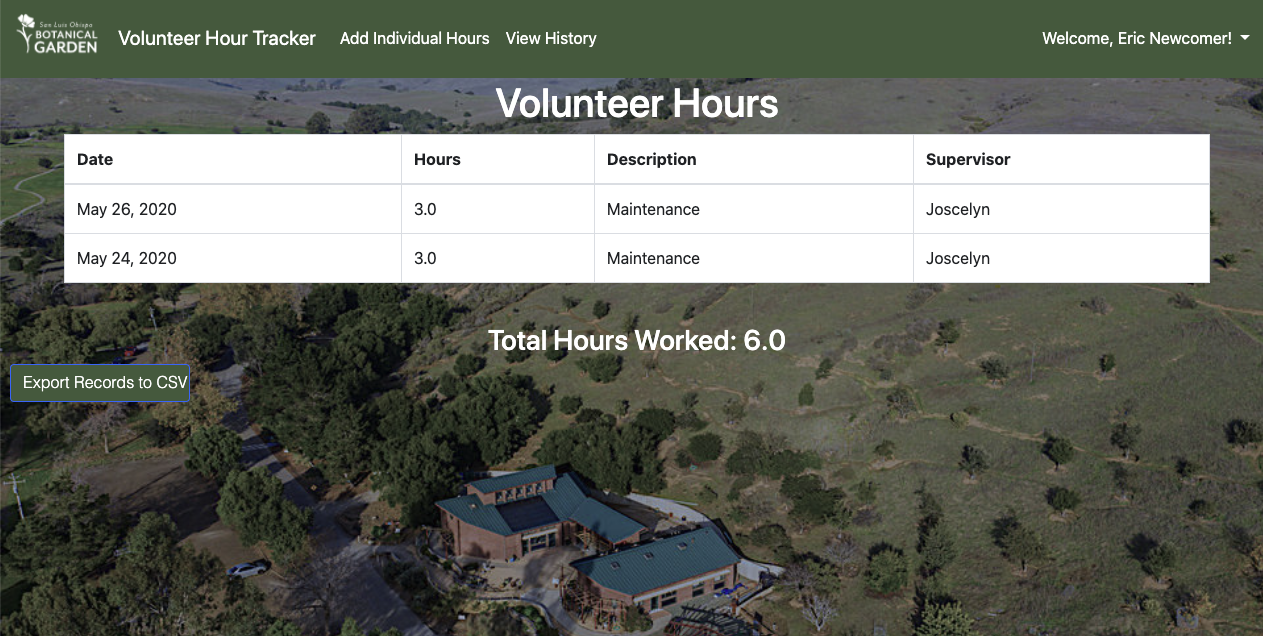 San Luis Obispo
BOTANICAL
GARDEN
Volunteer Hour Tracker Add Individual Hours View History Welcome, Eric Newcomer!
Volunteer Hours
Date Hours Description Supervisor
May 26, 2020 3.0 Maintenance Joscelyn
May 24, 2020 3.0 Maintenance Joscelyn
Total Hours Worked: 6.0
Export Records to CSV